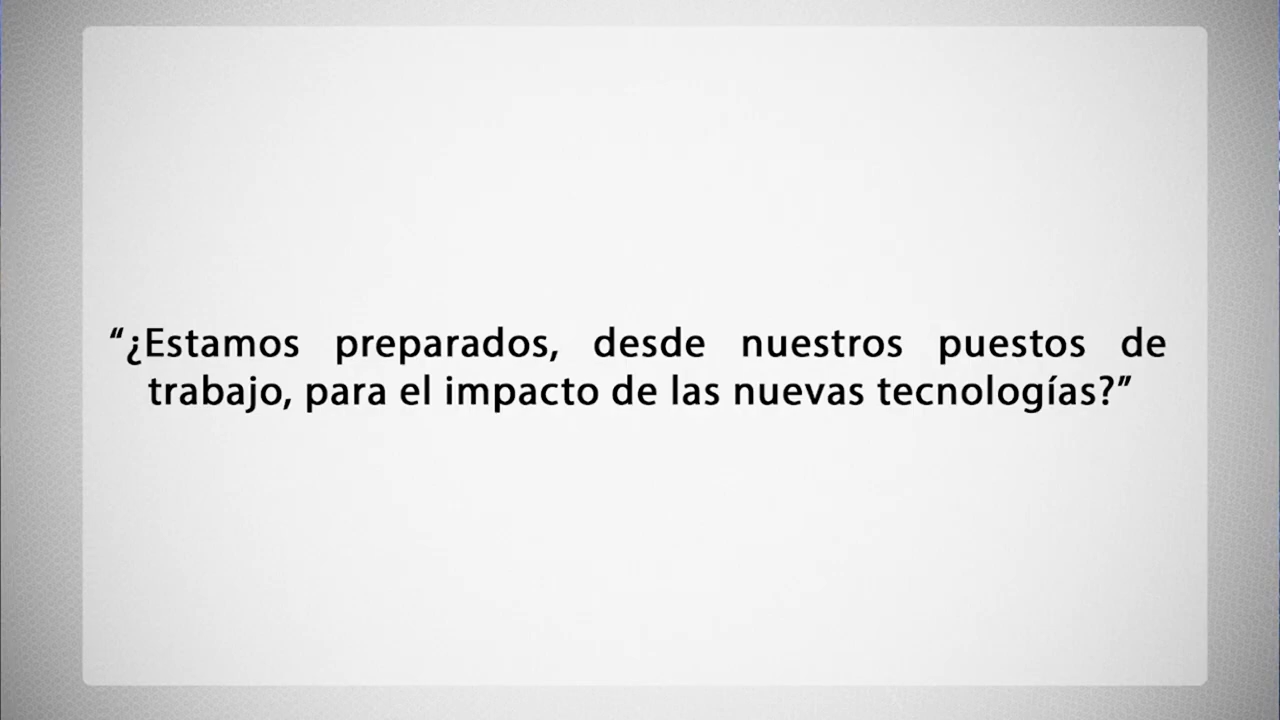 “¿Estamos preparados, desde nuestros puestos de
trabajo, para el impacto de las nuevas tecnologías?”